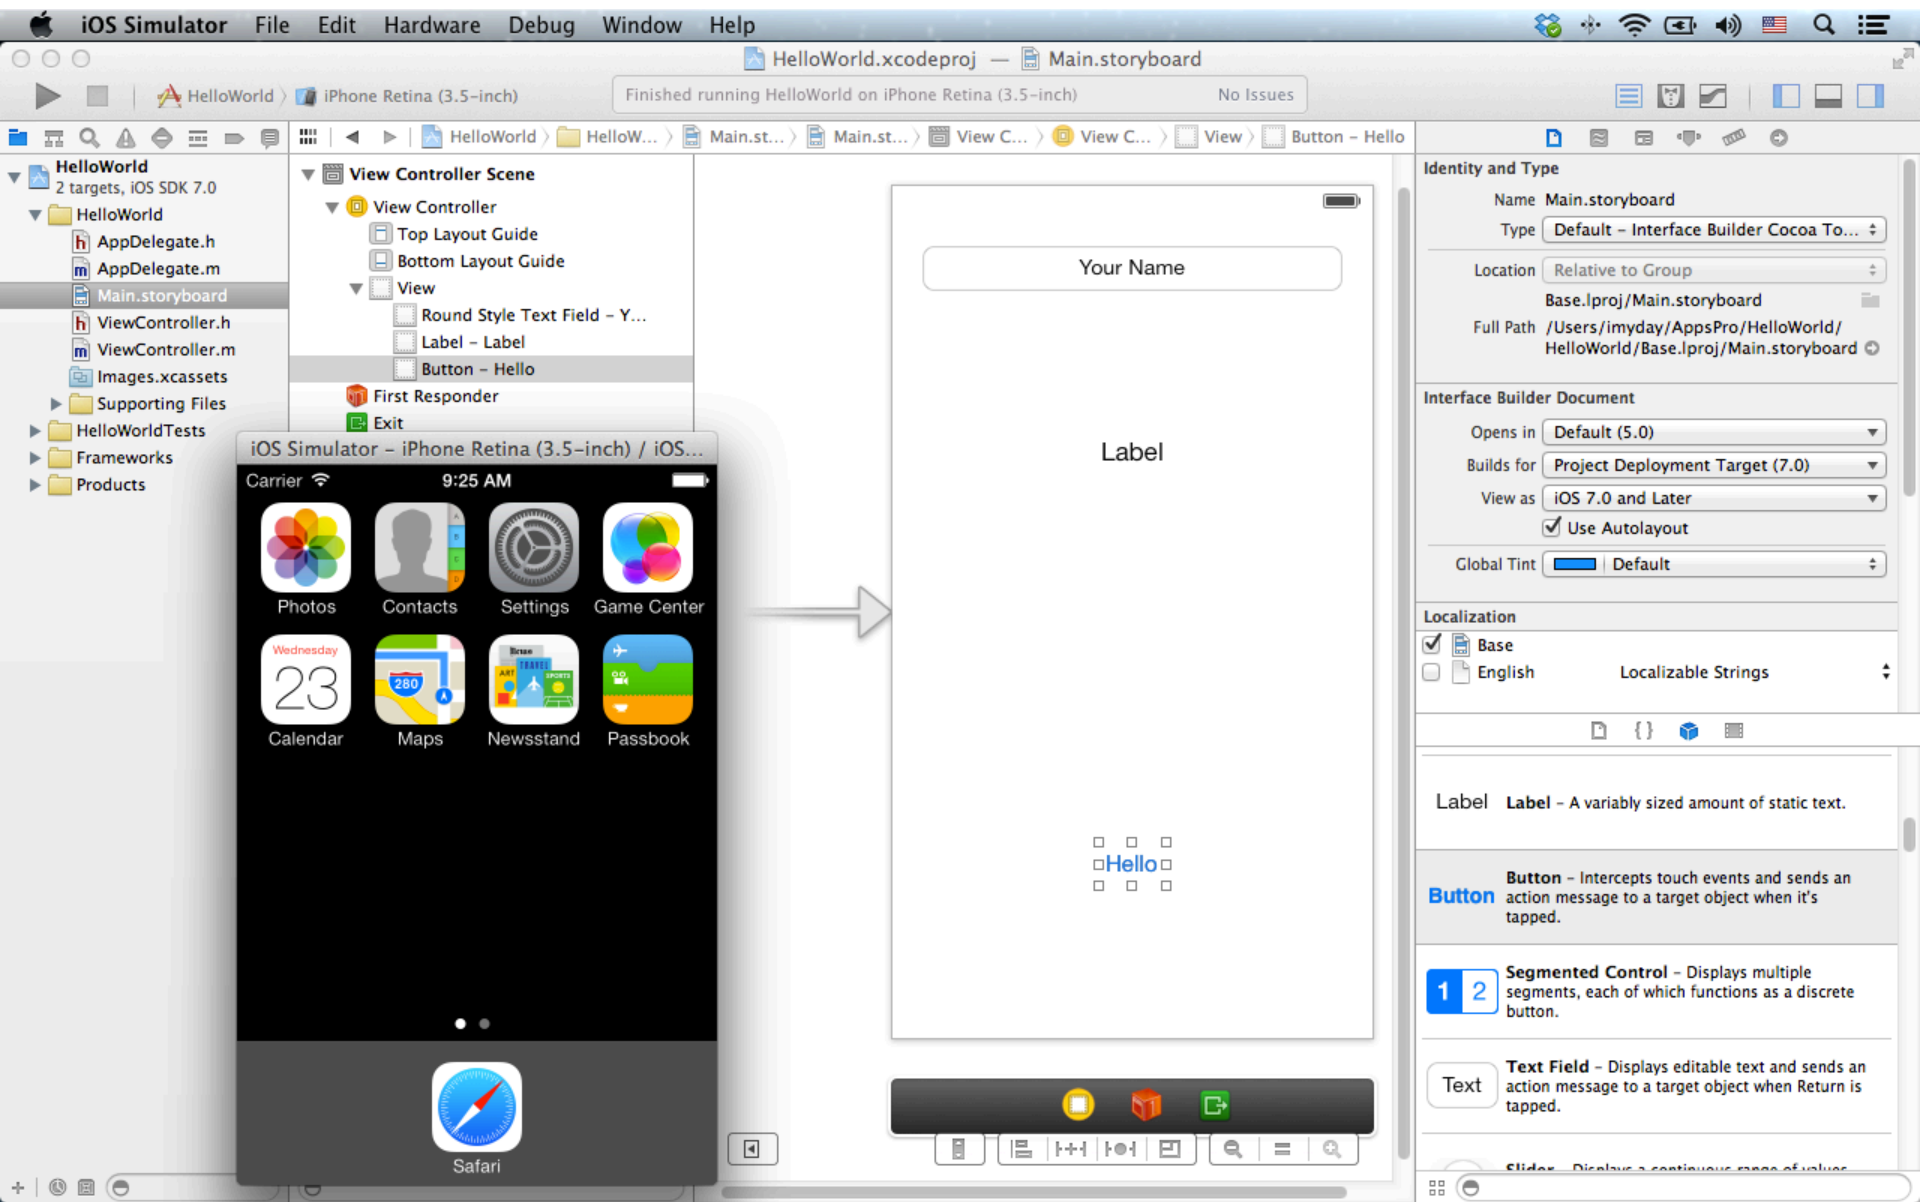 iOS Simulator File Edit Hardware Debug Window Help
HelloWorld.xcodeproj — Main.storyboard
HelloWorld iPhone Retina (3.5-inch)
Finished running HelloWorld on iPhone Retina (3.5-inch) No Issues
HelloWorld HelloW... Main.st... Main.st... View C... View C... View Button - Hello
HelloWorld
2 targets, iOS SDK 7.0
HelloWorld
h AppDelegate.h
m AppDelegate.m
Main.storyboard
h ViewController.h
m ViewController.m
Images.xcassets
Supporting Files
HelloWorldTests
Frameworks
Products
View Controller Scene
View Controller
Top Layout Guide
Bottom Layout Guide
View
Round Style Text Field - Y...
Label - Label
Button - Hello
First Responder
Exit
iOS Simulator - iPhone Retina (3.5-inch) / iOS...
Carrier 9:25 AM
Photos Contacts Settings Game Center
Wednesday
23
280
TRAVEL
ART
SPORTS
Calendar Maps Newsstand Passbook
Safari
Your Name
Label
Hello
Identity and Type
Name Main.storyboard
Type Default - Interface Builder Cocoa To...
Location Relative to Group
Base.lproj/Main.storyboard
Full Path /Users/imyday/AppsPro/HelloWorld/
HelloWorld/Base.lproj/Main.storyboard
Interface Builder Document
Opens in Default (5.0)
Builds for Project Deployment Target (7.0)
View as iOS 7.0 and Later
Use Autolayout
Global Tint Default
Localization
Base
English Localizable Strings
{ }
Label Label - A variably sized amount of static text.
Button Button - Intercepts touch events and sends an
action message to a target object when it's
tapped.
1 2 Segmented Control - Displays multiple
segments, each of which functions as a discrete
button.
Text Text Field - Displays editable text and sends an
action message to a target object when Return is
tapped.
Slider - Displays a continuous range of values